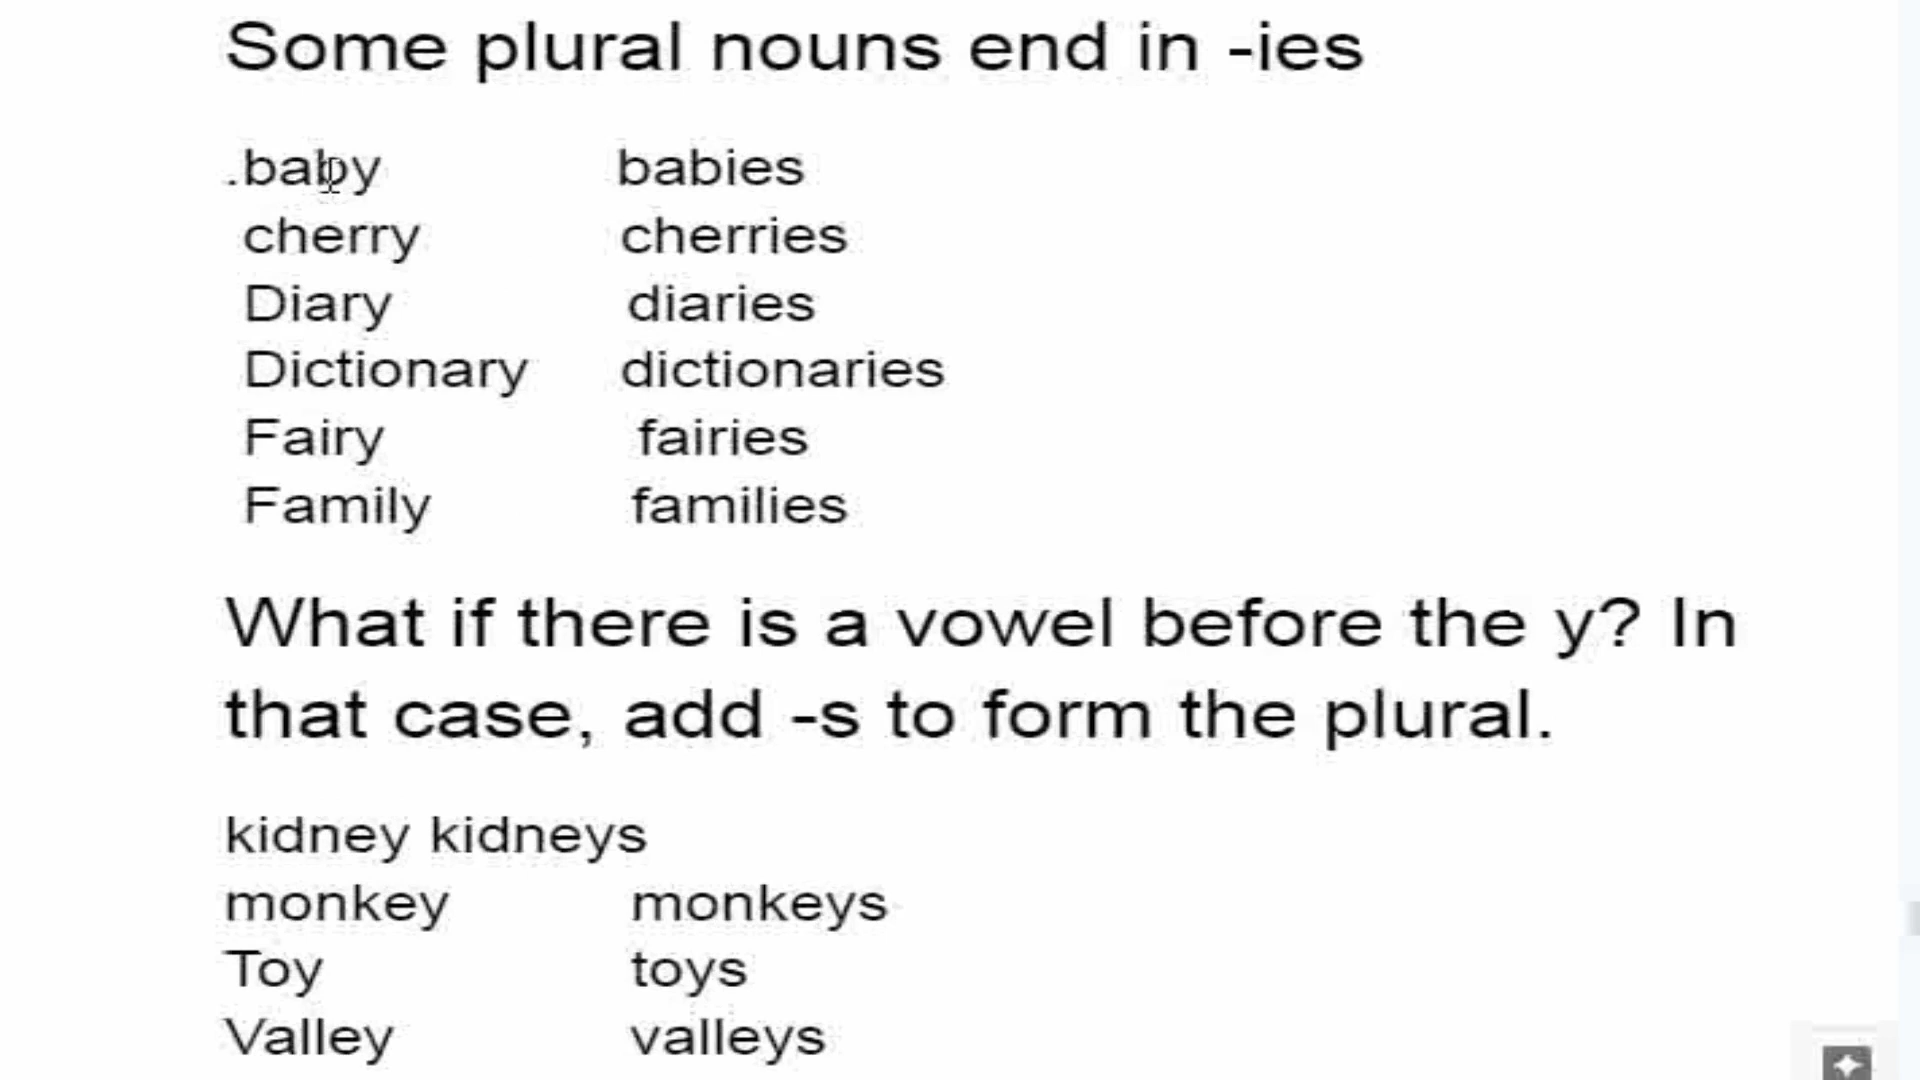 Some plural nouns end in -ies
.baby babies
cherry cherries
Diary diaries
Dictionary dictionaries
Fairy fairies
Family families
What if there is a vowel before the y? In
that case, add -s to form the plural.
kidney kidneys
monkey monkeys
Toy toys
Valley valleys